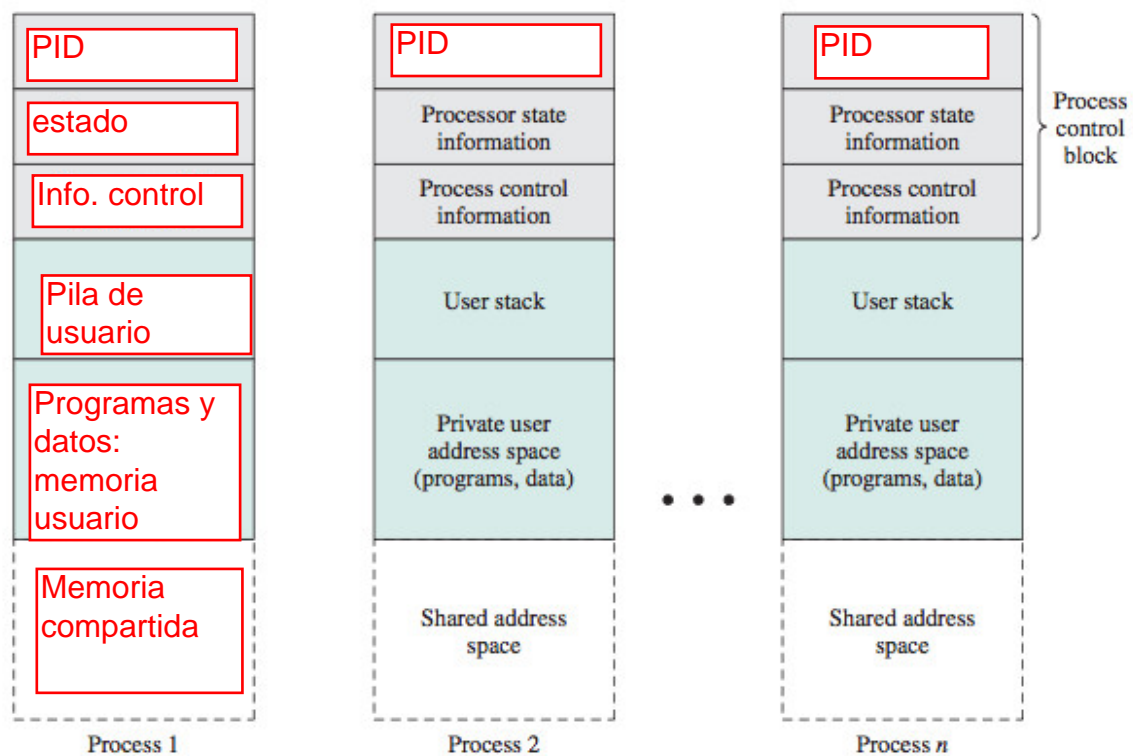 PID
estado
Info. control
Pila de
usuario
Programas y
datos:
memoria
usuario
Memoria
compartida
Process 1
PID
Processor state
information
Process control
information
User stack
Private user
address space
(programs, data)
Shared address
space
Process 2
• • •
PID
Processor state
information
Process control
information
User stack
Private user
address space
(programs, data)
Shared address
space
Process n
Process
control
block